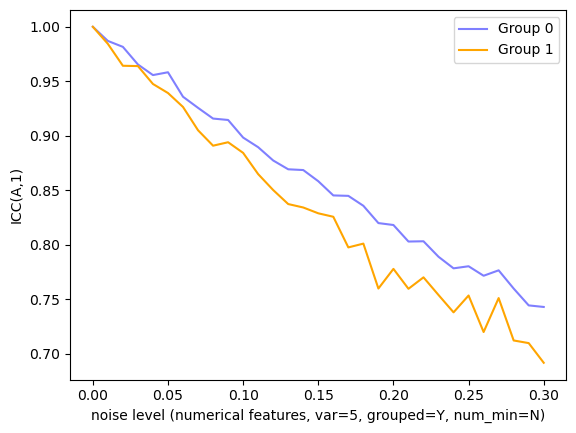 1.00
0.95
0.90
0.85
0.80
0.75
0.70
ICC(A,1)
Group 0
Group 1
0.00 0.05 0.10 0.15 0.20 0.25 0.30
noise level (numerical features, var=5, grouped=Y, num_min=N)